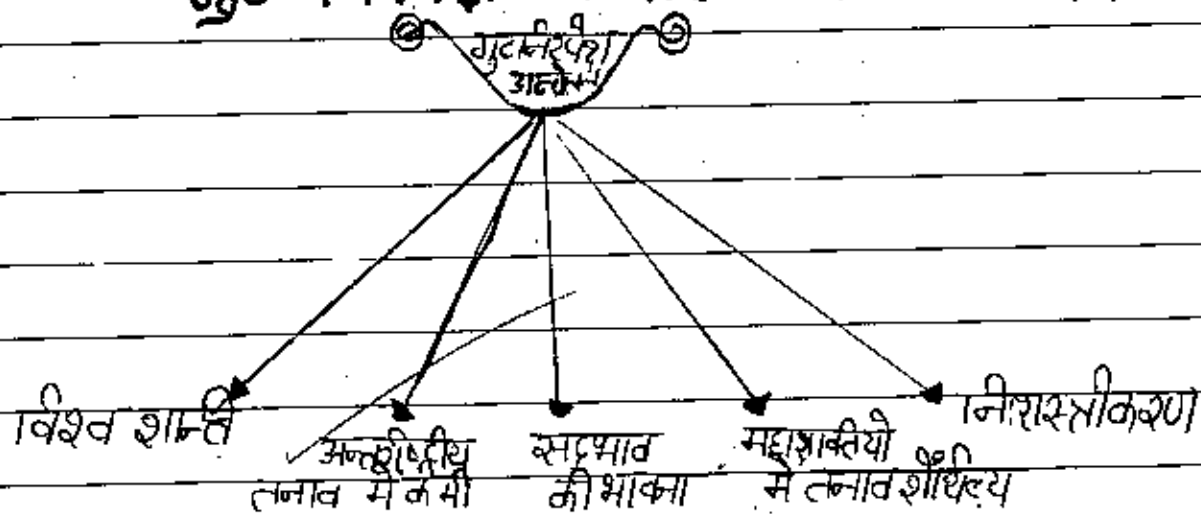 गुटनिरपेक्ष
आन्दोलन
विश्व शान्ति
अन्तर्राष्ट्रीय
तनाव मे कमी
सद्भाव
की भावना
महाशक्तियो
मे तनाव शैथिल्य
निःशस्त्रीकरण